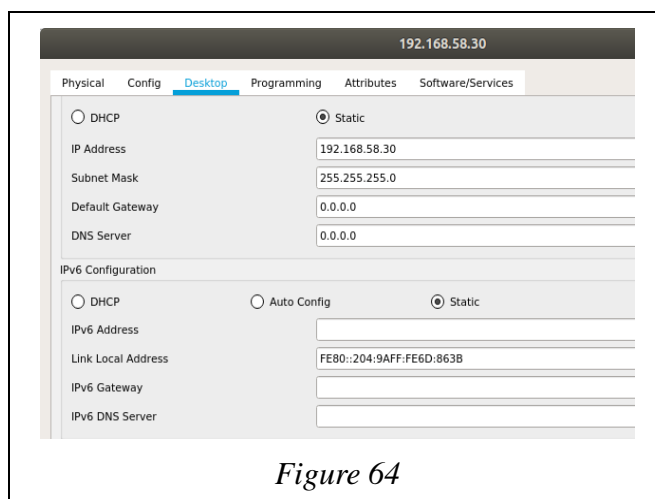 192.168.58.30
Physical Config Desktop Programming Attributes Software/Services
DHCP Static
IP Address 192.168.58.30
Subnet Mask 255.255.255.0
Default Gateway 0.0.0.0
DNS Server 0.0.0.0
IPv6 Configuration
DHCP Auto Config Static
IPv6 Address
Link Local Address FE80::204:9AFF:FE6D:863B
IPv6 Gateway
IPv6 DNS Server
Figure 64